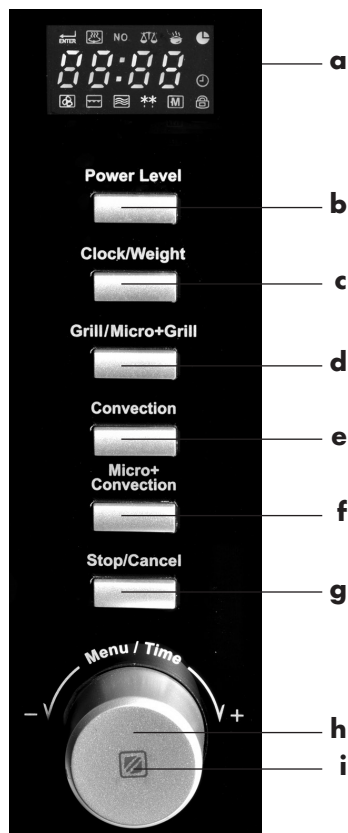 ENTER NO
88:88 a
M
Power Level
b
Clock/Weight
c
Grill/Micro+Grill
d
Convection
e
Micro+
Convection
f
Stop/Cancel
g
Menu / Time
− +
h
i